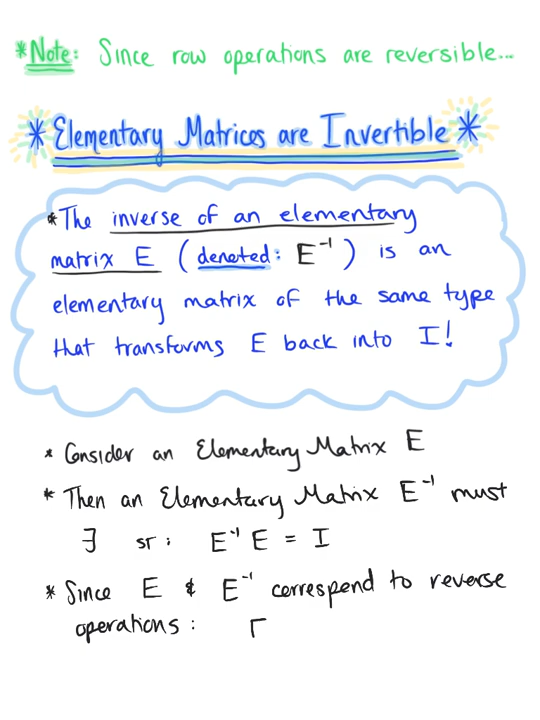 *Note: Since row operations are reversible...
* Elementary Matrices are Invertible *
*The inverse of an elementary
matrix E (denoted: E⁻¹) is an
elementary matrix of the same type
that transforms E back into I!
* Consider an Elementary Matrix E
* Then an Elementary Matrix E⁻¹ must
∃ st: E⁻¹ E = I
* Since E & E⁻¹ correspond to reverse
operations: